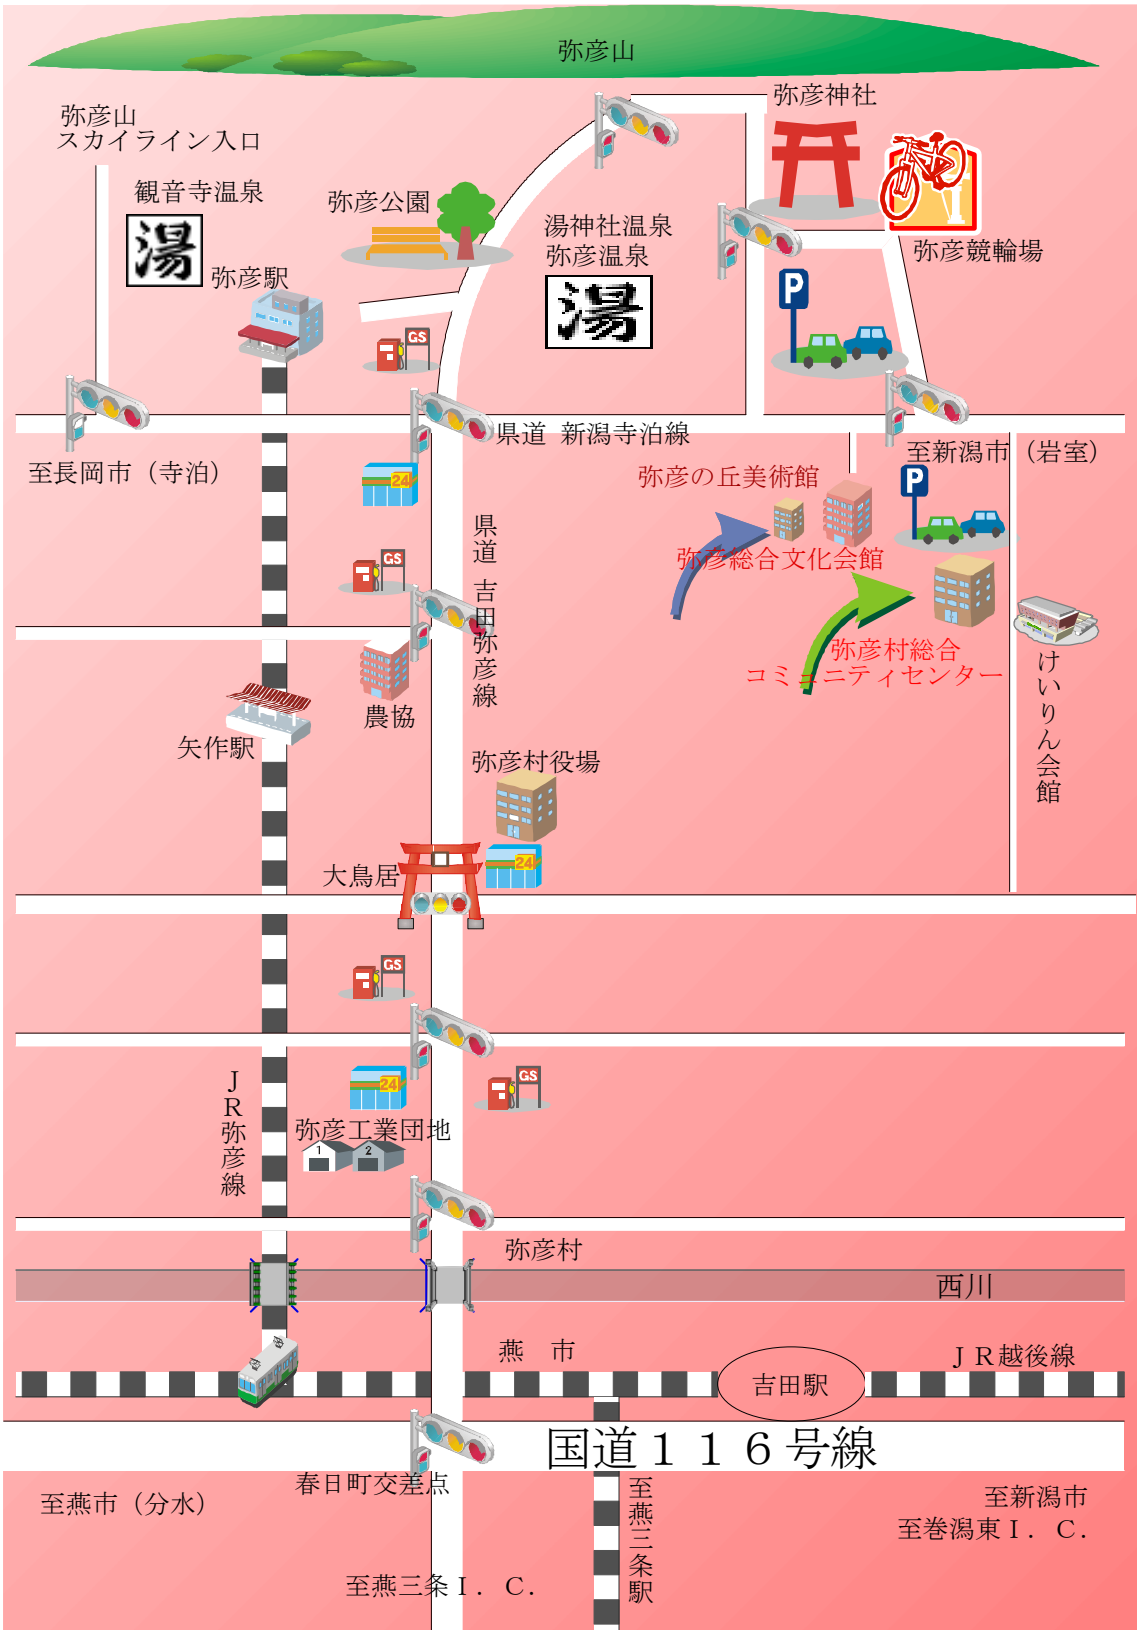 弥彦山
弥彦山
スカイライン入口
弥彦神社
観音寺温泉
湯
弥彦公園
湯神社温泉
弥彦温泉
湯
弥彦競輪場
弥彦駅
P
GS
県道 新潟寺泊線
至長岡市（寺泊）
至新潟市（岩室）
24
弥彦の丘美術館
P
県道 吉田弥彦線
弥彦総合文化会館
GS
弥彦村総合
コミュニティセンター
けいりん会館
農協
矢作駅
弥彦村役場
24
大鳥居
GS
24
GS
JR弥彦線
弥彦工業団地
1
2
弥彦村
西川
燕　市
ＪＲ越後線
吉田駅
国道１１６号線
春日町交差点
至燕市（分水）
至燕三条駅
至新潟市
至巻潟東Ｉ．Ｃ．
至燕三条Ｉ．Ｃ．